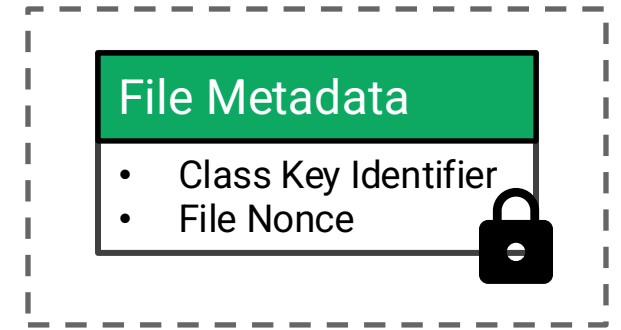 File Metadata
• Class Key Identifier
• File Nonce